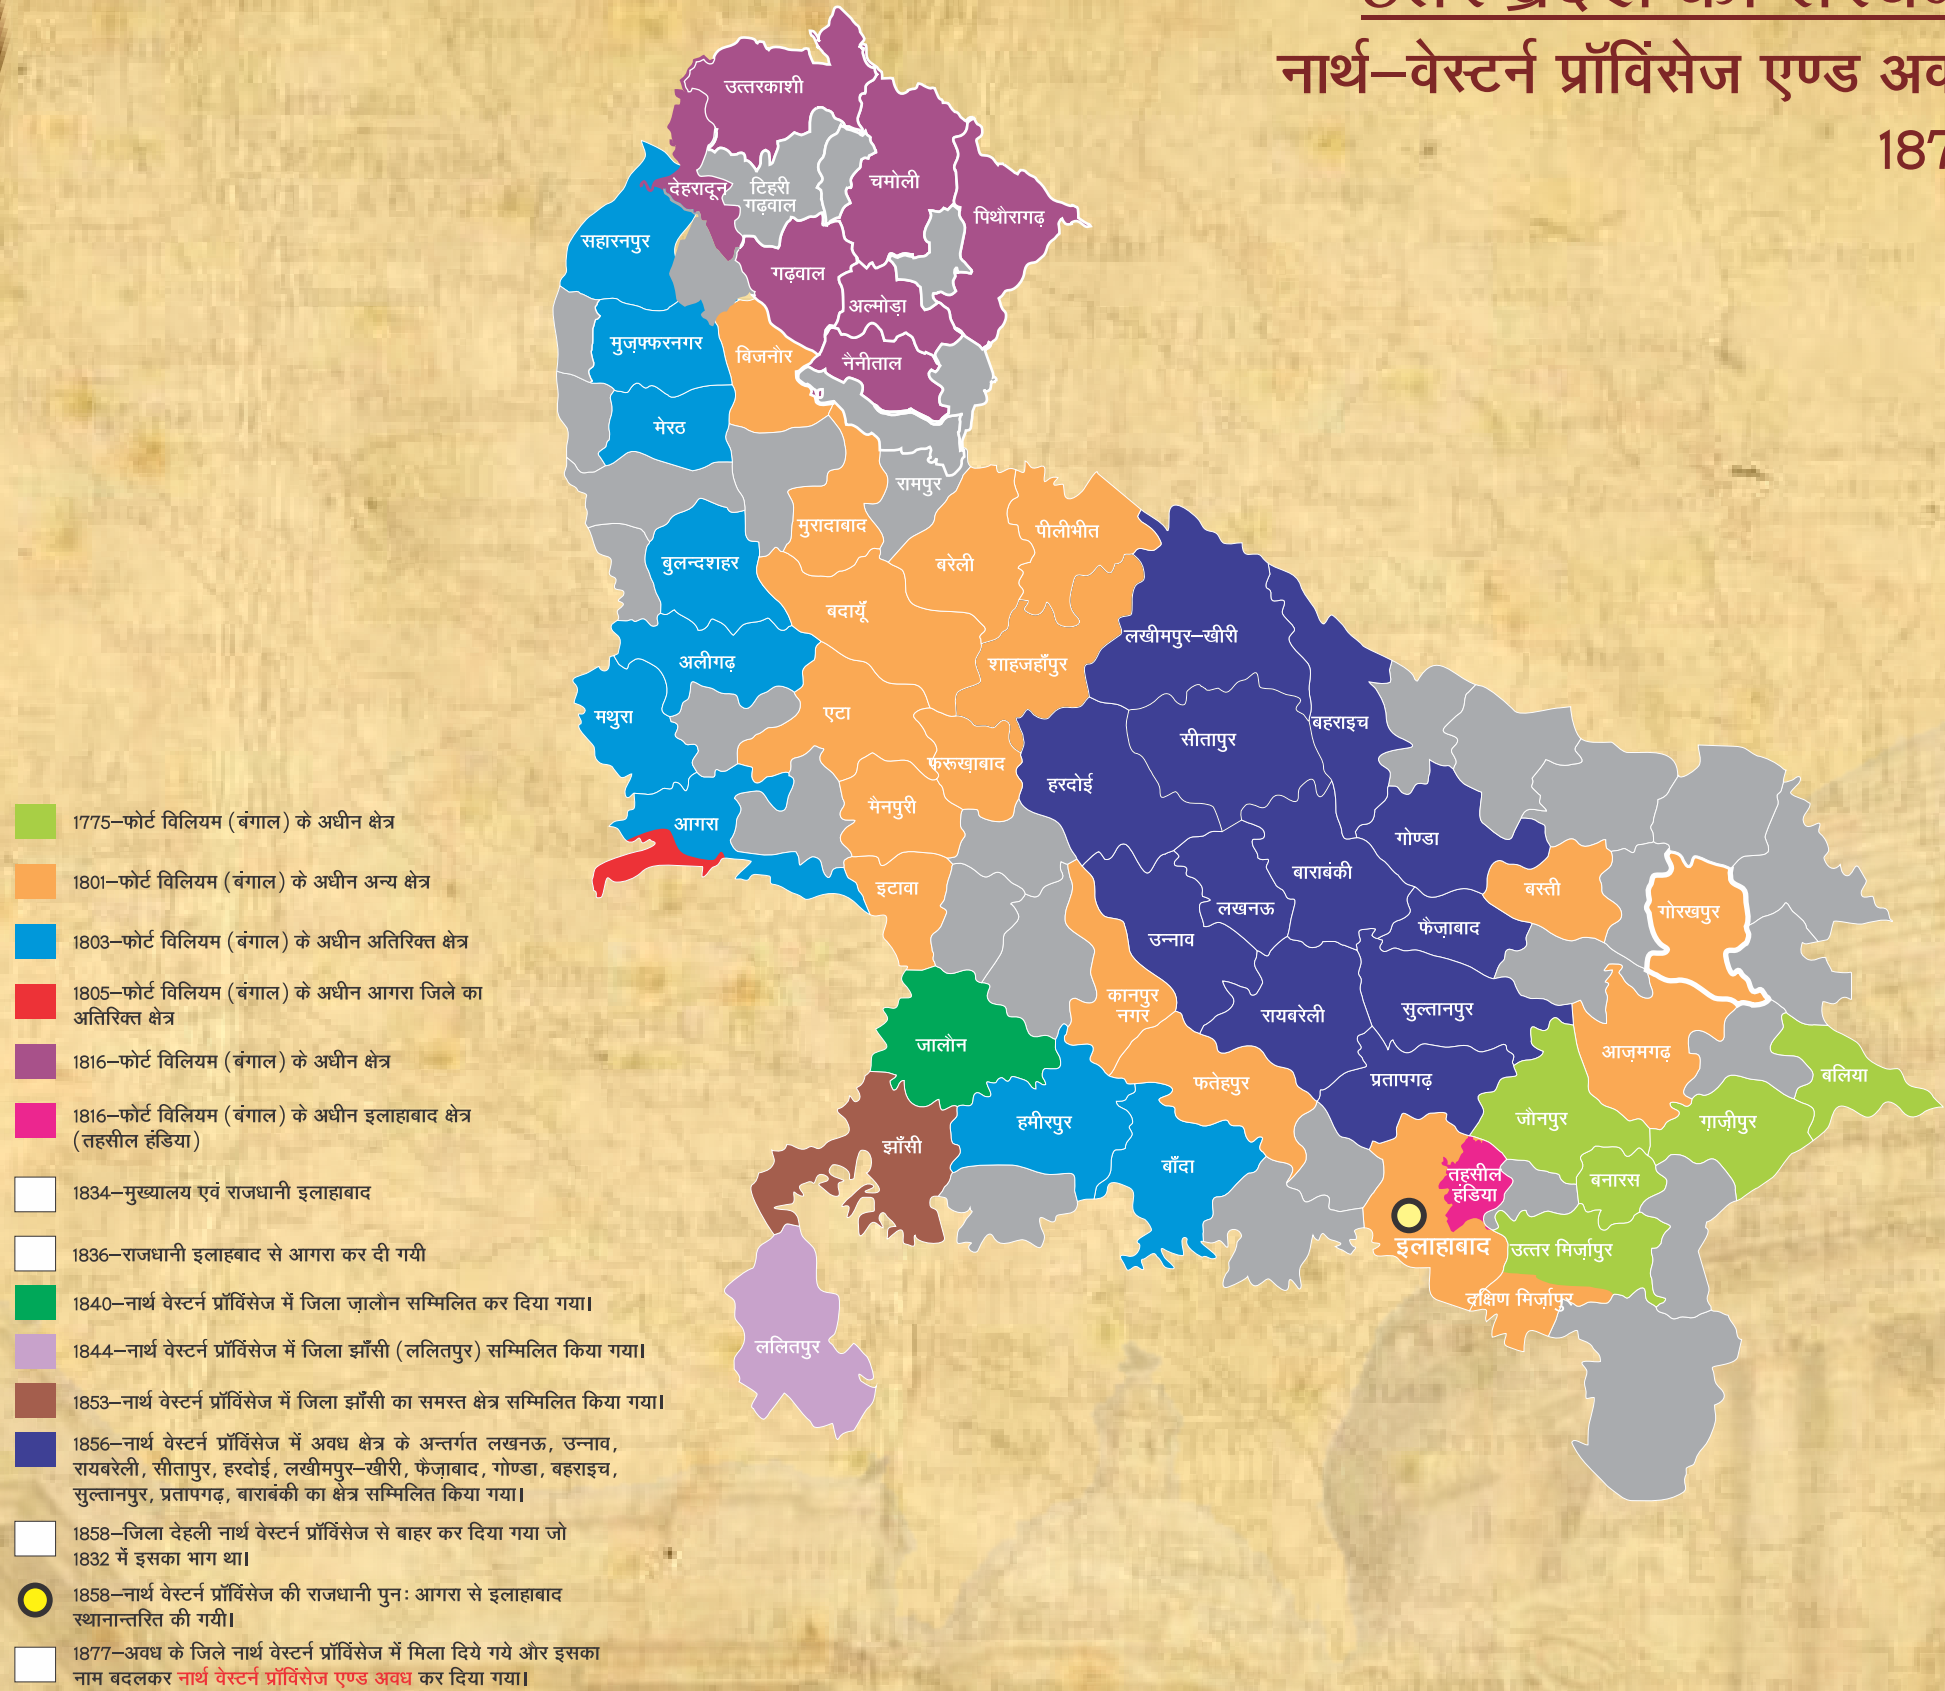 नार्थ–वेस्टर्न प्रॉविंसेज एण्ड
उत्तरकाशी
देहरादून
टिहरी
गढ़वाल
चमोली
पिथौरागढ़
सहारनपुर
गढ़वाल
अल्मोड़ा
मुज़फ्फरनगर
बिजनौर
नैनीताल
मेरठ
रामपुर
मुरादाबाद
पीलीभीत
बुलन्दशहर
बरेली
बदायूँ
लखीमपुर–खीरी
अलीगढ़
शाहजहाँपुर
मथुरा
एटा
बहराइच
सीतापुर
फरूखा़बाद
हरदोई
मैनपुरी
आगरा
गोण्डा
बाराबंकी
इटावा
बस्ती
लखनऊ
गोरखपुर
फैजा़बाद
उन्नाव
कानपुर
नगर
सुल्तानपुर
रायबरेली
जालौन
आज़मगढ़
बलिया
प्रतापगढ़
फतेहपुर
हमीरपुर
जौनपुर
गा़ज़ीपुर
झाँसी
बाँदा
तहसील
हंडिया
बनारस
इलाहाबाद
उत्तर मिर्जा़पुर
दक्षिण मिर्जा़पुर
ललितपुर
1775–फोर्ट विलियम (बंगाल) के अधीन क्षेत्र
1801–फोर्ट विलियम (बंगाल) के अधीन अन्य क्षेत्र
1803–फोर्ट विलियम (बंगाल) के अधीन अतिरिक्त क्षेत्र
1805–फोर्ट विलियम (बंगाल) के अधीन आगरा जिले का
अतिरिक्त क्षेत्र
1816–फोर्ट विलियम (बंगाल) के अधीन क्षेत्र
1816–फोर्ट विलियम (बंगाल) के अधीन इलाहाबाद क्षेत्र
(तहसील हंडिया)
1834–मुख्यालय एवं राजधानी इलाहाबाद
1836–राजधानी इलाहबाद से आगरा कर दी गयी
1840–नार्थ वेस्टर्न प्रॉविंसेज में जिला जा़लौन सम्मिलित कर दिया गया।
1844–नार्थ वेस्टर्न प्रॉविंसेज में जिला झाँसी (ललितपुर) सम्मिलित किया गया।
1853–नार्थ वेस्टर्न प्रॉविंसेज में जिला झाँसी का समस्त क्षेत्र सम्मिलित किया गया।
1856–नार्थ वेस्टर्न प्रॉविंसेज में अवध क्षेत्र के अन्तर्गत लखनऊ, उन्नाव,
रायबरेली, सीतापुर, हरदोई, लखीमपुर–खीरी, फैजा़बाद, गोण्डा, बहराइच,
सुल्तानपुर, प्रतापगढ़, बाराबंकी का क्षेत्र सम्मिलित किया गया।
1858–जिला देहली नार्थ वेस्टर्न प्रॉविंसेज से बाहर कर दिया गया जो
1832 में इसका भाग था।
1858–नार्थ वेस्टर्न प्रॉविंसेज की राजधानी पुन: आगरा से इलाहाबाद
स्थानान्तरित की गयी।
1877–अवध के जिले नार्थ वेस्टर्न प्रॉविंसेज में मिला दिये गये और इसका
नाम बदलकर नार्थ वेस्टर्न प्रॉविंसेज एण्ड अवध कर दिया गया।